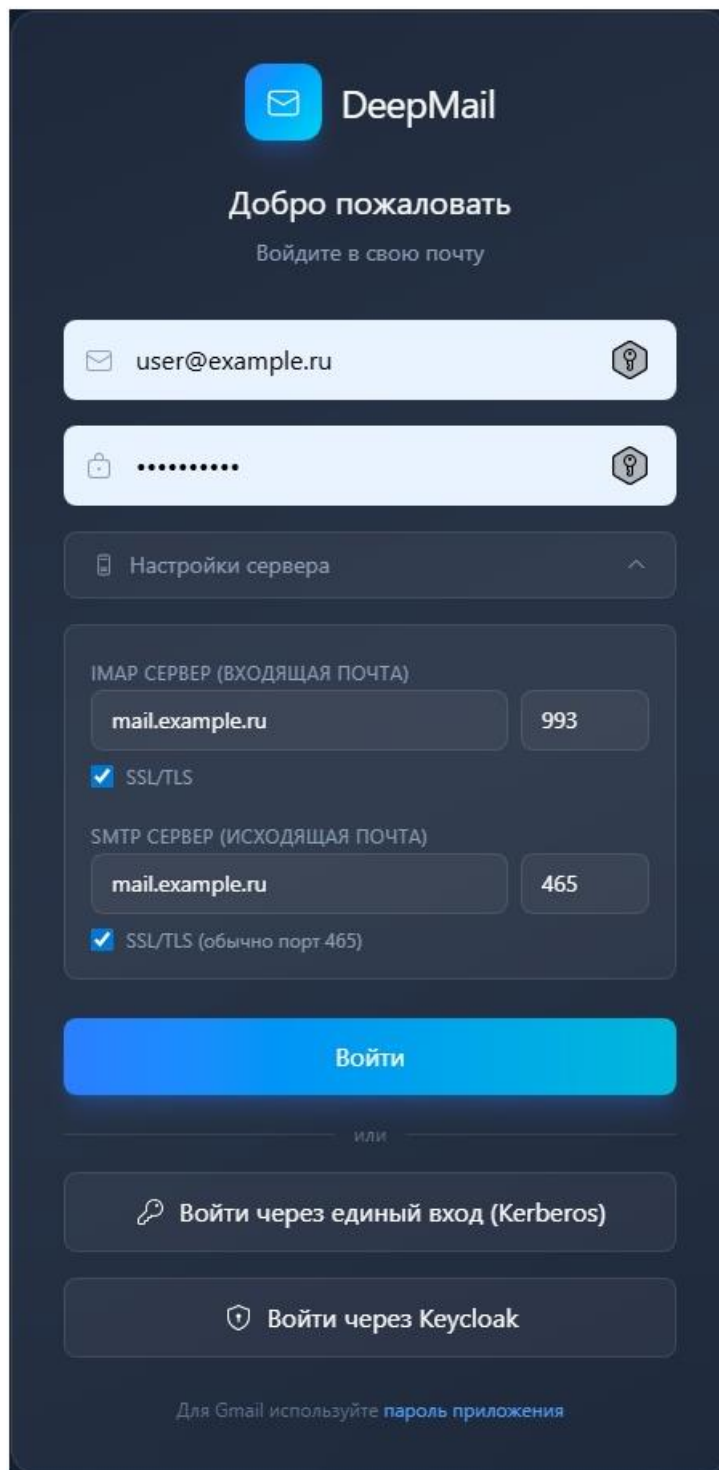 DeepMail
Добро пожаловать
Войдите в свою почту
user@example.ru
••••••••••
Настройки сервера
IMAP СЕРВЕР (ВХОДЯЩАЯ ПОЧТА)
mail.example.ru 993
SSL/TLS
SMTP СЕРВЕР (ИСХОДЯЩАЯ ПОЧТА)
mail.example.ru 465
SSL/TLS (обычно порт 465)
Войти
или
Войти через единый вход (Kerberos)
Войти через Keycloak
Для Gmail используйте пароль приложения